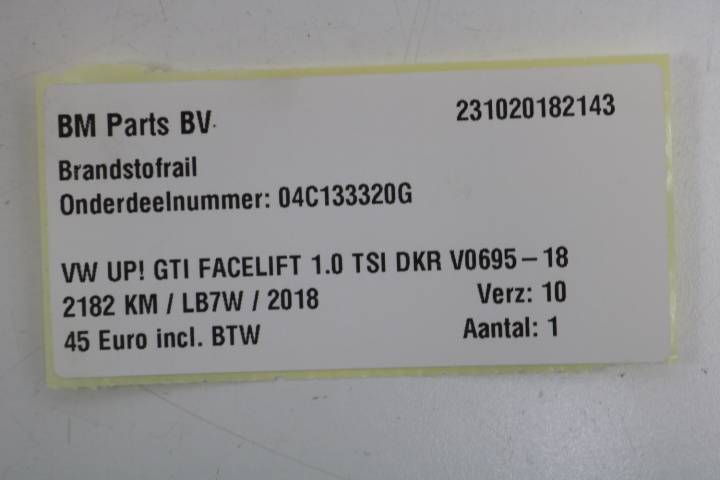 BM Parts BV. 231020182143
Brandstofrail
Onderdeelnummer: 04C133320G
VW UP! GTI FACELIFT 1.0 TSI DKR V0695-18
2182 KM / LB7W / 2018 Verz: 10
45 Euro incl. BTW Aantal: 1